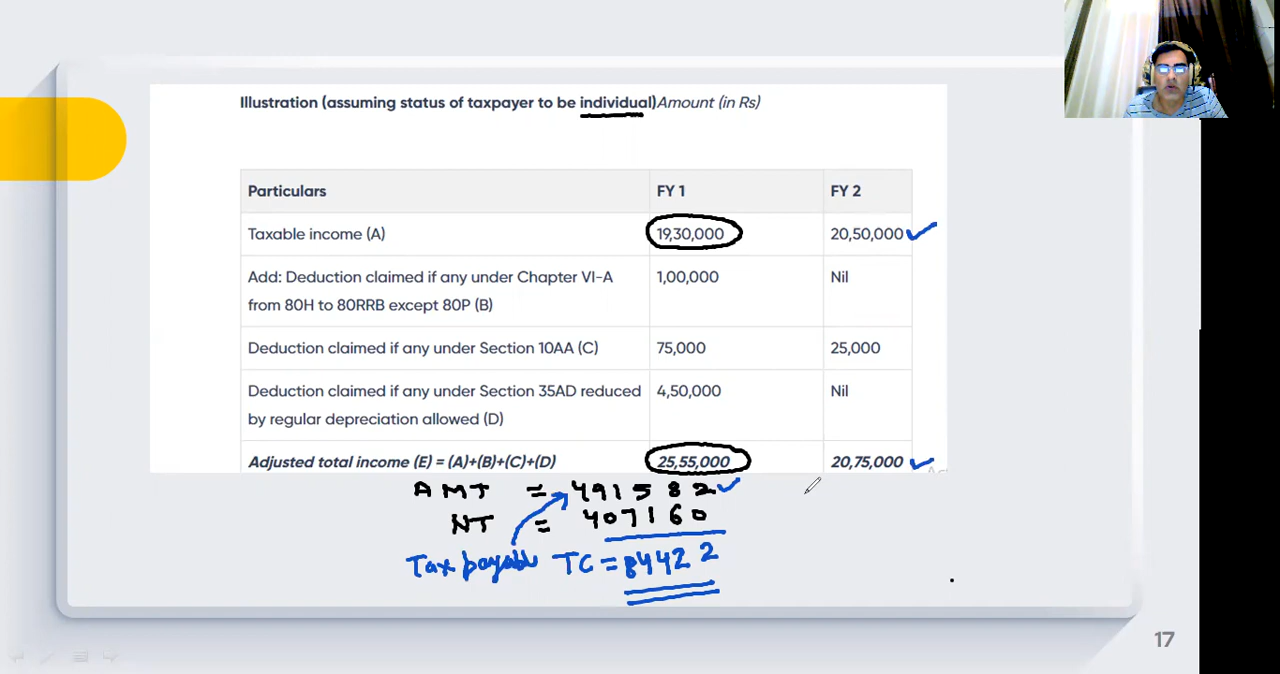 Illustration (assuming status of taxpayer to be individual)Amount (in Rs)
Particulars FY 1 FY 2
Taxable income (A) 19,30,000 20,50,000
Add: Deduction claimed if any under Chapter VI-A
from 80H to 80RRB except 80P (B) 1,00,000 Nil
Deduction claimed if any under Section 10AA (C) 75,000 25,000
Deduction claimed if any under Section 35AD reduced
by regular depreciation allowed (D) 4,50,000 Nil
Adjusted total income (E) = (A)+(B)+(C)+(D) 25,55,000 20,75,000
AMT = 491582
NT = 407160
Tax payable TC = 84422
17